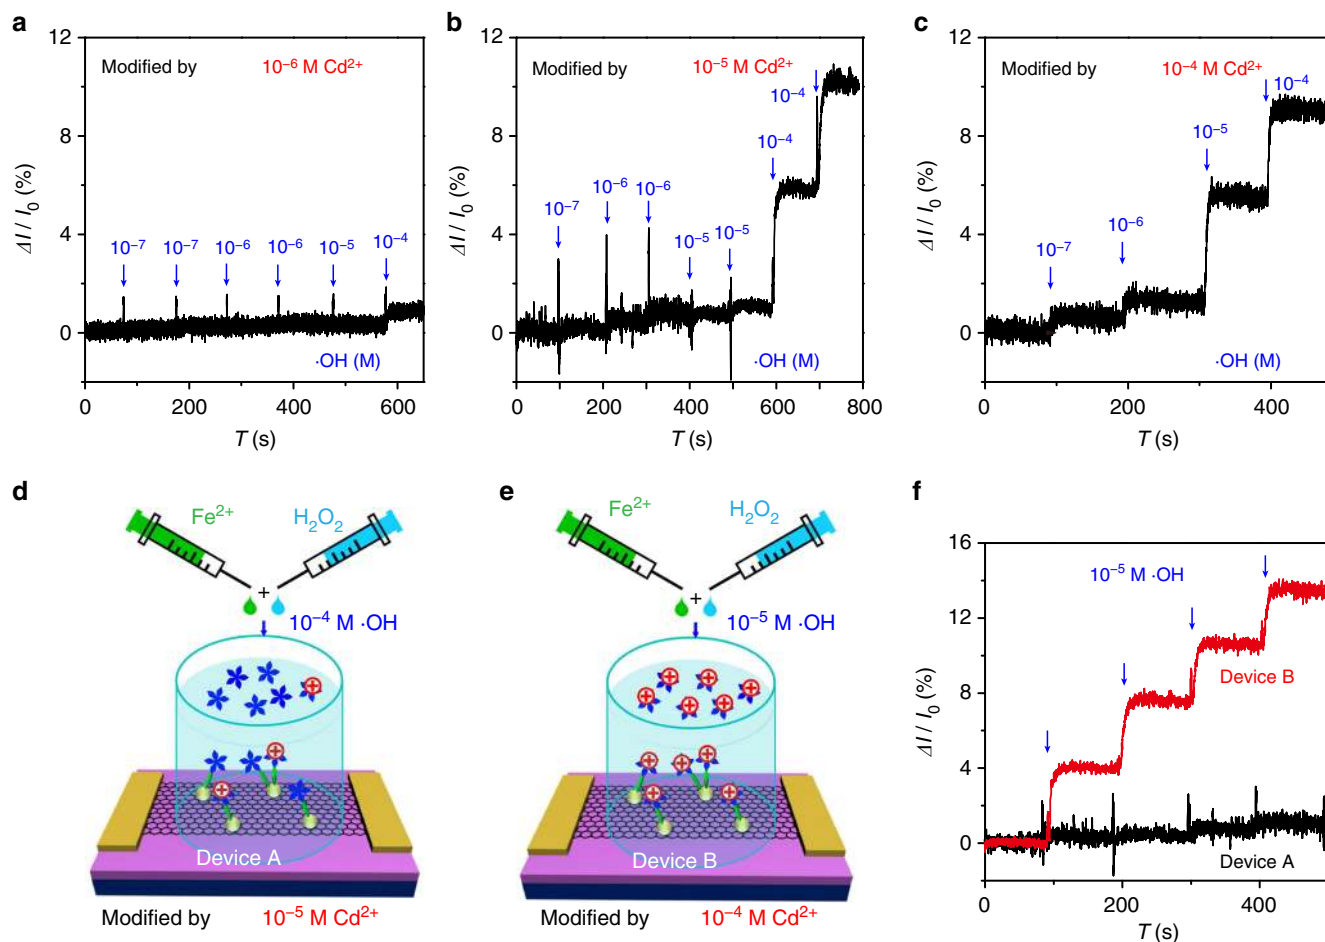 a
12
8
4
0
ΔI / I₀ (%)
Modified by 10⁻⁶ M Cd²⁺
10⁻⁷ 10⁻⁷ 10⁻⁶ 10⁻⁶ 10⁻⁵ 10⁻⁴
·OH (M)
0 200 400 600
T (s)
b
12
8
4
0
ΔI / I₀ (%)
Modified by 10⁻⁵ M Cd²⁺
10⁻⁷ 10⁻⁶ 10⁻⁶ 10⁻⁵ 10⁻⁵ 10⁻⁴ 10⁻⁴
0 200 400 600 800
T (s)
c
12
8
4
0
ΔI / I₀ (%)
Modified by 10⁻⁴ M Cd²⁺
10⁻⁷ 10⁻⁶ 10⁻⁵ 10⁻⁴
·OH (M)
0 200 400
T (s)
d
Fe²⁺ H₂O₂
+
10⁻⁴ M ·OH
Device A
Modified by 10⁻⁵ M Cd²⁺
e
Fe²⁺ H₂O₂
+
10⁻⁵ M ·OH
Device B
Modified by 10⁻⁴ M Cd²⁺
f
16
12
8
4
0
ΔI / I₀ (%)
10⁻⁵ M ·OH
Device B
Device A
0 200 400
T (s)